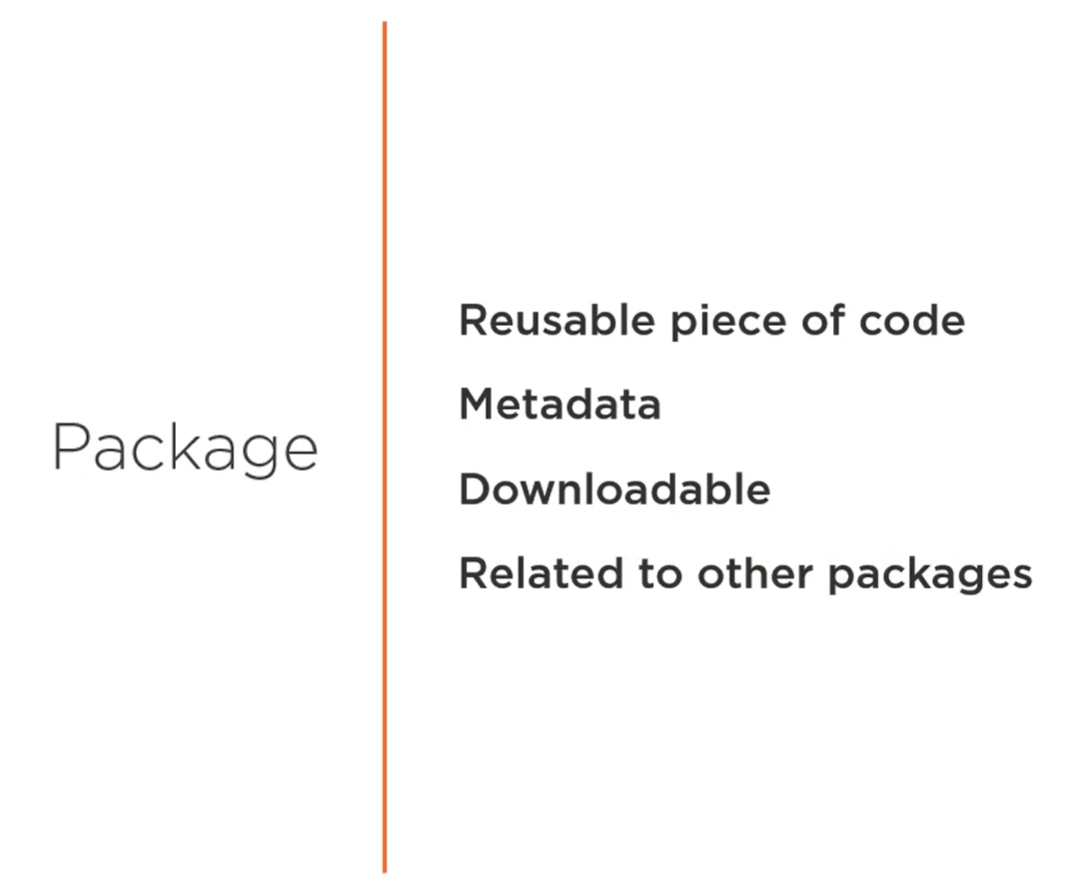 Package
Reusable piece of code
Metadata
Downloadable
Related to other packages